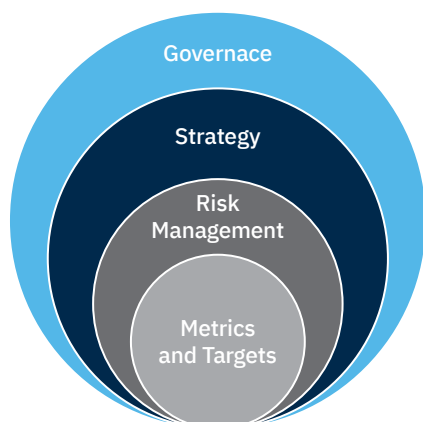 Governace
Strategy
Risk
Management
Metrics
and Targets